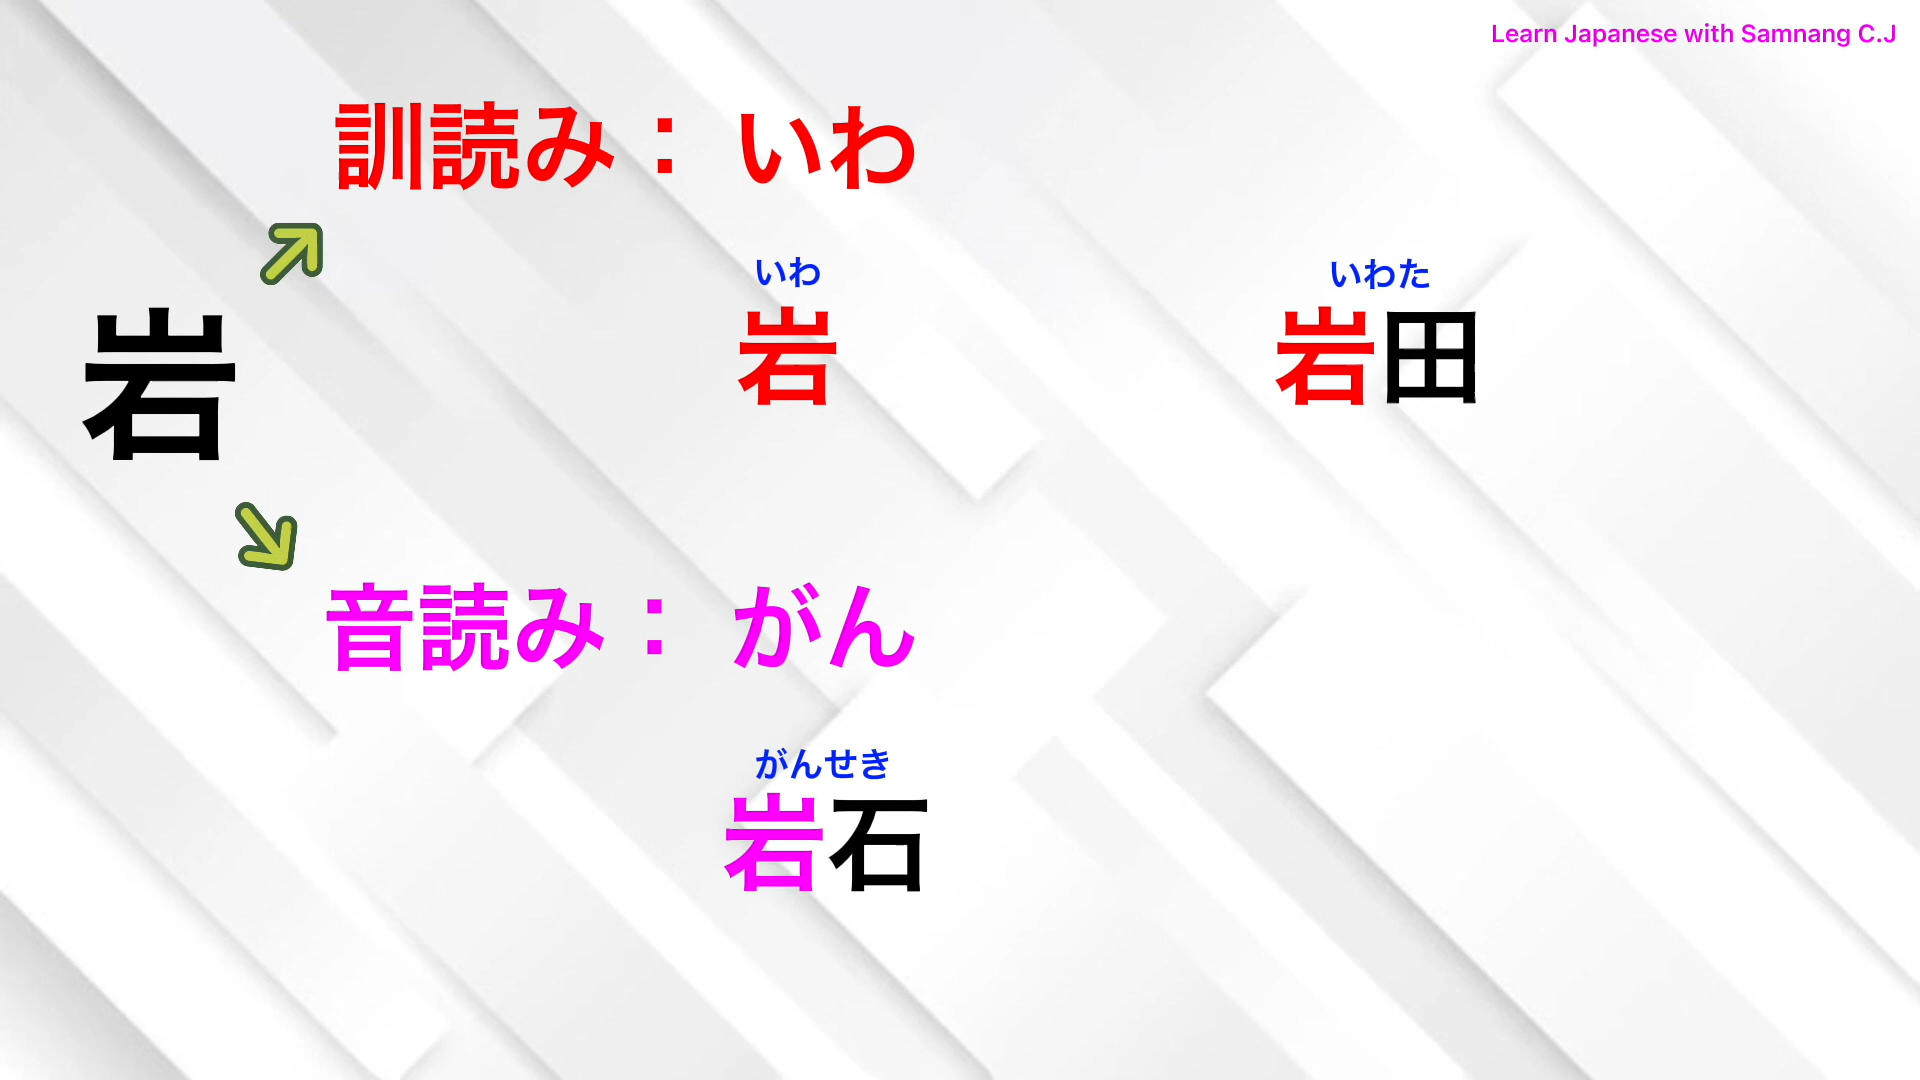 Learn Japanese with Samnang C.J
訓読み：いわ
いわ
岩
いわた
岩田
岩
音読み：がん
がんせき
岩石